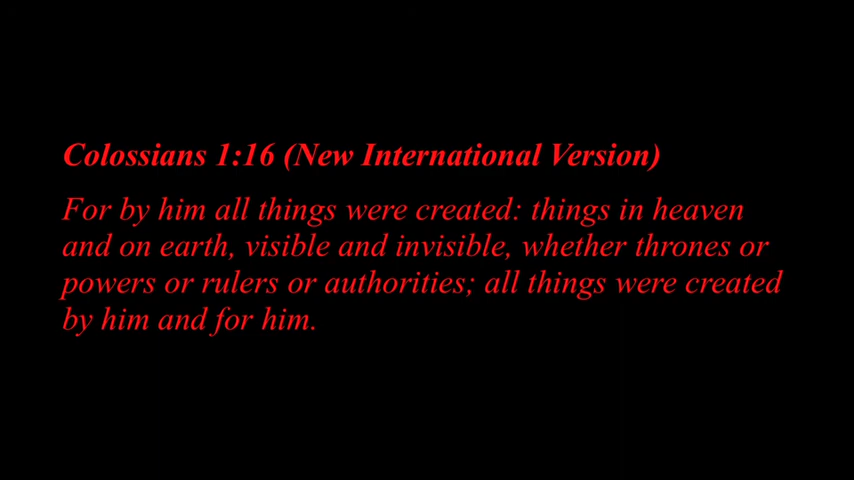 Colossians 1:16 (New International Version)
For by him all things were created: things in heaven
and on earth, visible and invisible, whether thrones or
powers or rulers or authorities; all things were created
by him and for him.